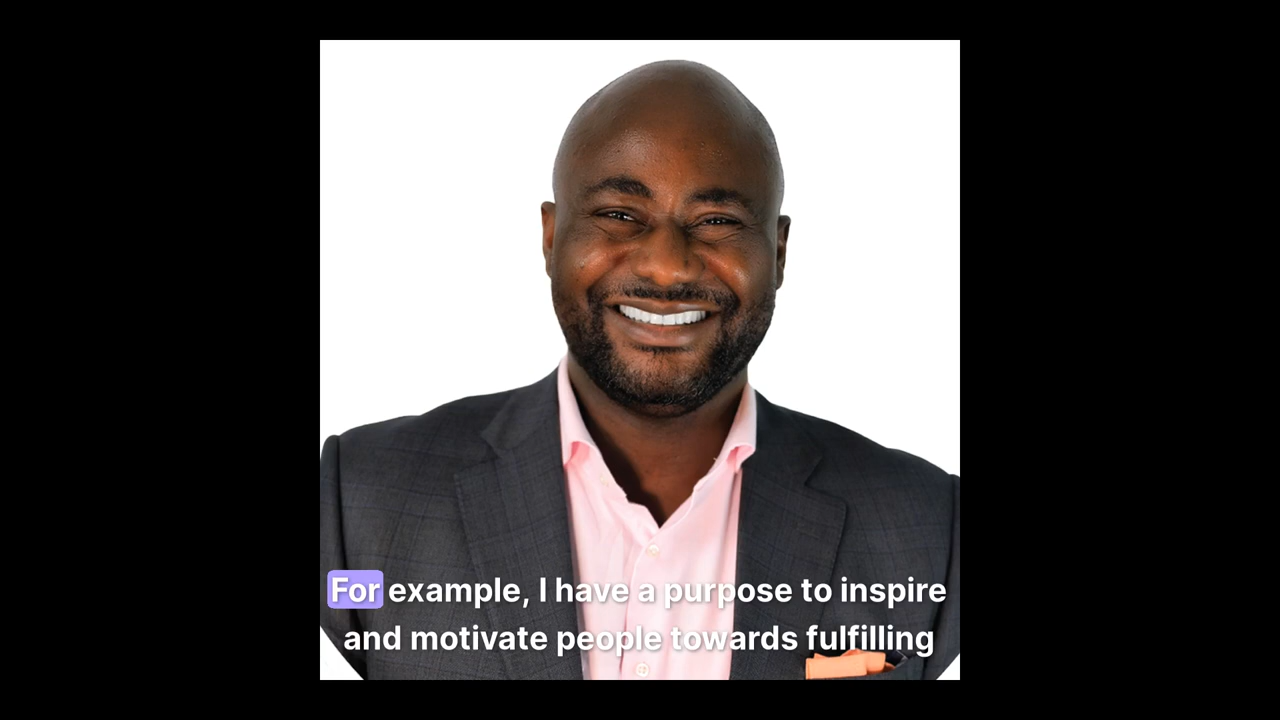 For example, I have a purpose to inspire
and motivate people towards fulfilling